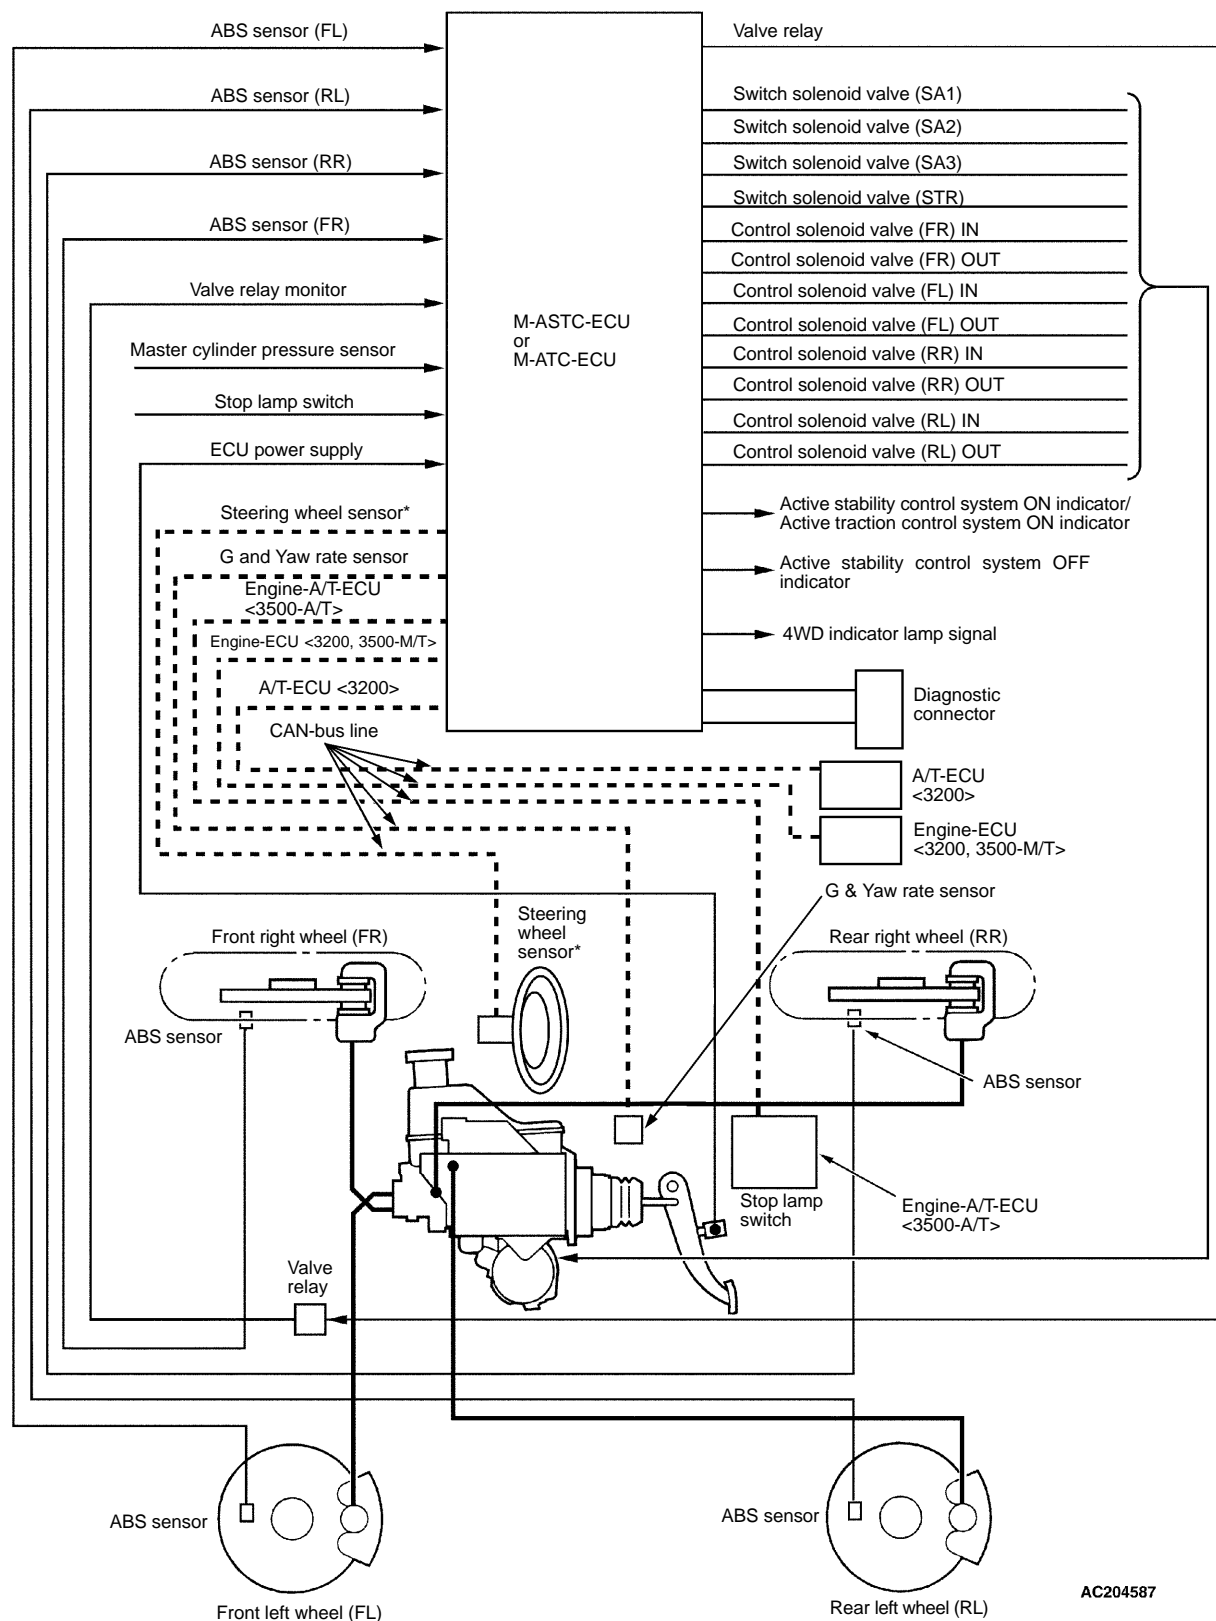 ABS sensor (FL)
Valve relay
ABS sensor (RL)
Switch solenoid valve (SA1)
Switch solenoid valve (SA2)
ABS sensor (RR)
Switch solenoid valve (SA3)
Switch solenoid valve (STR)
ABS sensor (FR)
Control solenoid valve (FR) IN
Control solenoid valve (FR) OUT
Valve relay monitor
Control solenoid valve (FL) IN
M-ASTC-ECU
or
M-ATC-ECU
Control solenoid valve (FL) OUT
Master cylinder pressure sensor
Control solenoid valve (RR) IN
Control solenoid valve (RR) OUT
Stop lamp switch
Control solenoid valve (RL) IN
ECU power supply
Control solenoid valve (RL) OUT
Steering wheel sensor*
Active stability control system ON indicator/
Active traction control system ON indicator
G and Yaw rate sensor
Active stability control system OFF
indicator
Engine-A/T-ECU
<3500-A/T>
Engine-ECU <3200, 3500-M/T>
4WD indicator lamp signal
A/T-ECU <3200>
Diagnostic
connector
CAN-bus line
A/T-ECU
<3200>
Engine-ECU
<3200, 3500-M/T>
G & Yaw rate sensor
Steering
wheel
sensor*
Front right wheel (FR)
Rear right wheel (RR)
ABS sensor
ABS sensor
Stop lamp
switch
Engine-A/T-ECU
<3500-A/T>
Valve
relay
ABS sensor
ABS sensor
Front left wheel (FL)
Rear left wheel (RL)
AC204587